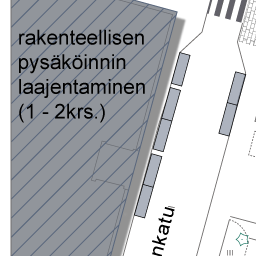 rakenteellisen
pysäköinnin
laajentaminen
(1 - 2krs.)
nkatu